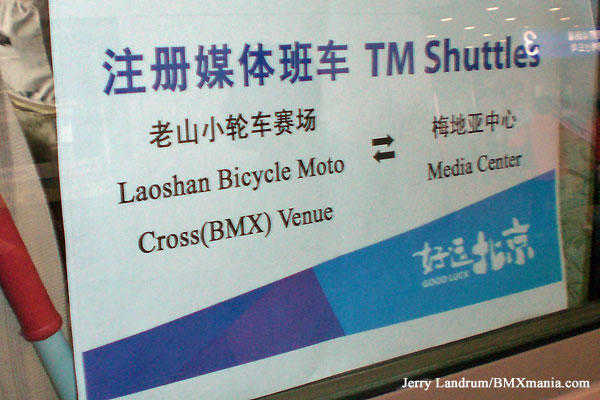 注册媒体班车 TM Shuttles
老山小轮车赛场
Laoshan Bicycle Moto
Cross(BMX) Venue
⇄
梅地亚中心
Media Center
好运北京
GOOD LUCK
Jerry Landrum/BMXmania.com